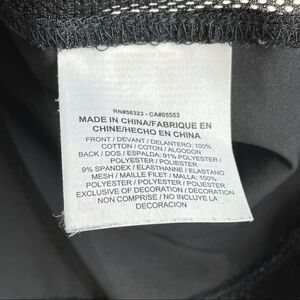 RN#56323 - CA#05553
MADE IN CHINA/FABRIQUE EN
CHINE/HECHO EN CHINA
FRONT / DEVANT / DELANTERO: 100%
COTTON / COTON / ALGODON
BACK / DOS / ESPALDA: 91% POLYESTER /
POLYESTER / POLIESTER
9% SPANDEX / ELASTHANNE / ELASTANO
MESH / MAILLE FILET / MALLA: 100%
POLYESTER / POLYESTER / POLIESTER
EXCLUSIVE OF DECORATION / DECORATION
NON COMPRISE / NO INCLUYE LA
DECORACION